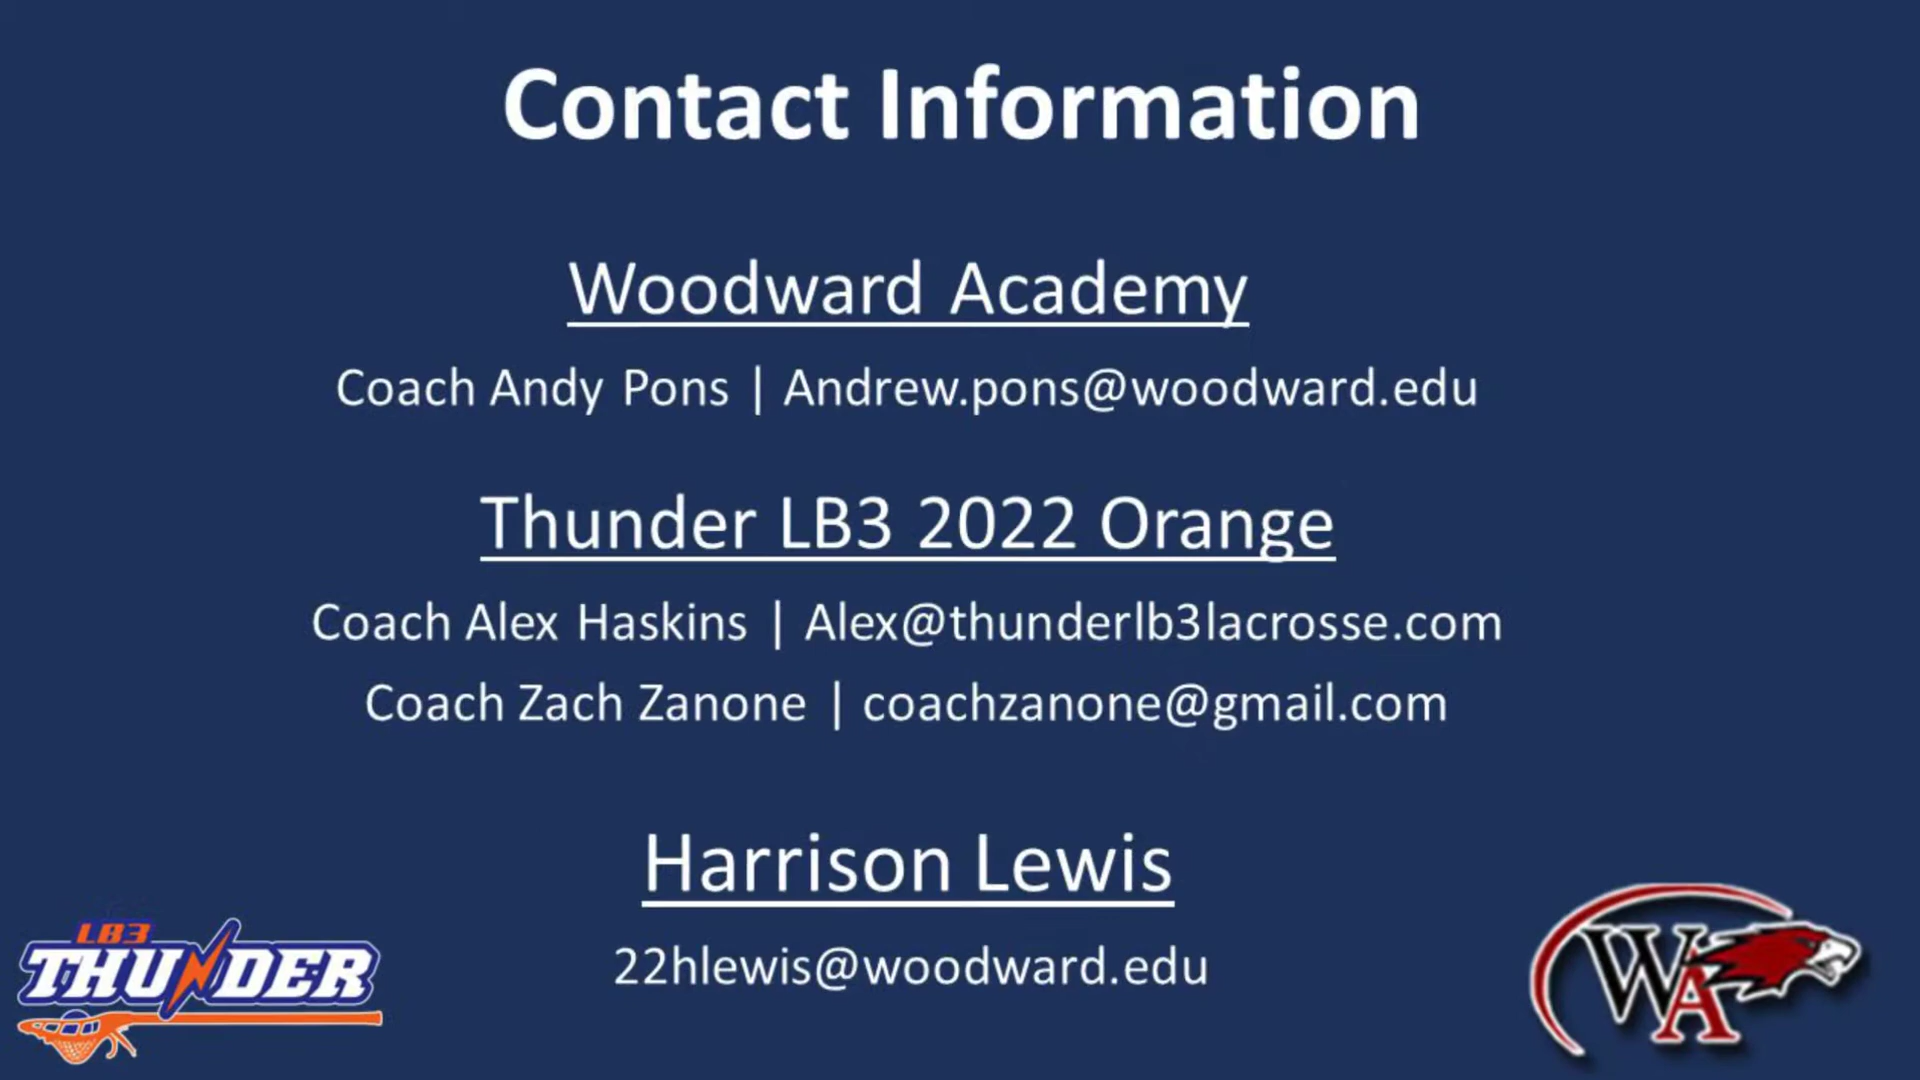 Contact Information
Woodward Academy
Coach Andy Pons | Andrew.pons@woodward.edu
Thunder LB3 2022 Orange
Coach Alex Haskins | Alex@thunderlb3lacrosse.com
Coach Zach Zanone | coachzanone@gmail.com
Harrison Lewis
22hlewis@woodward.edu
LB3
THUNDER
WA